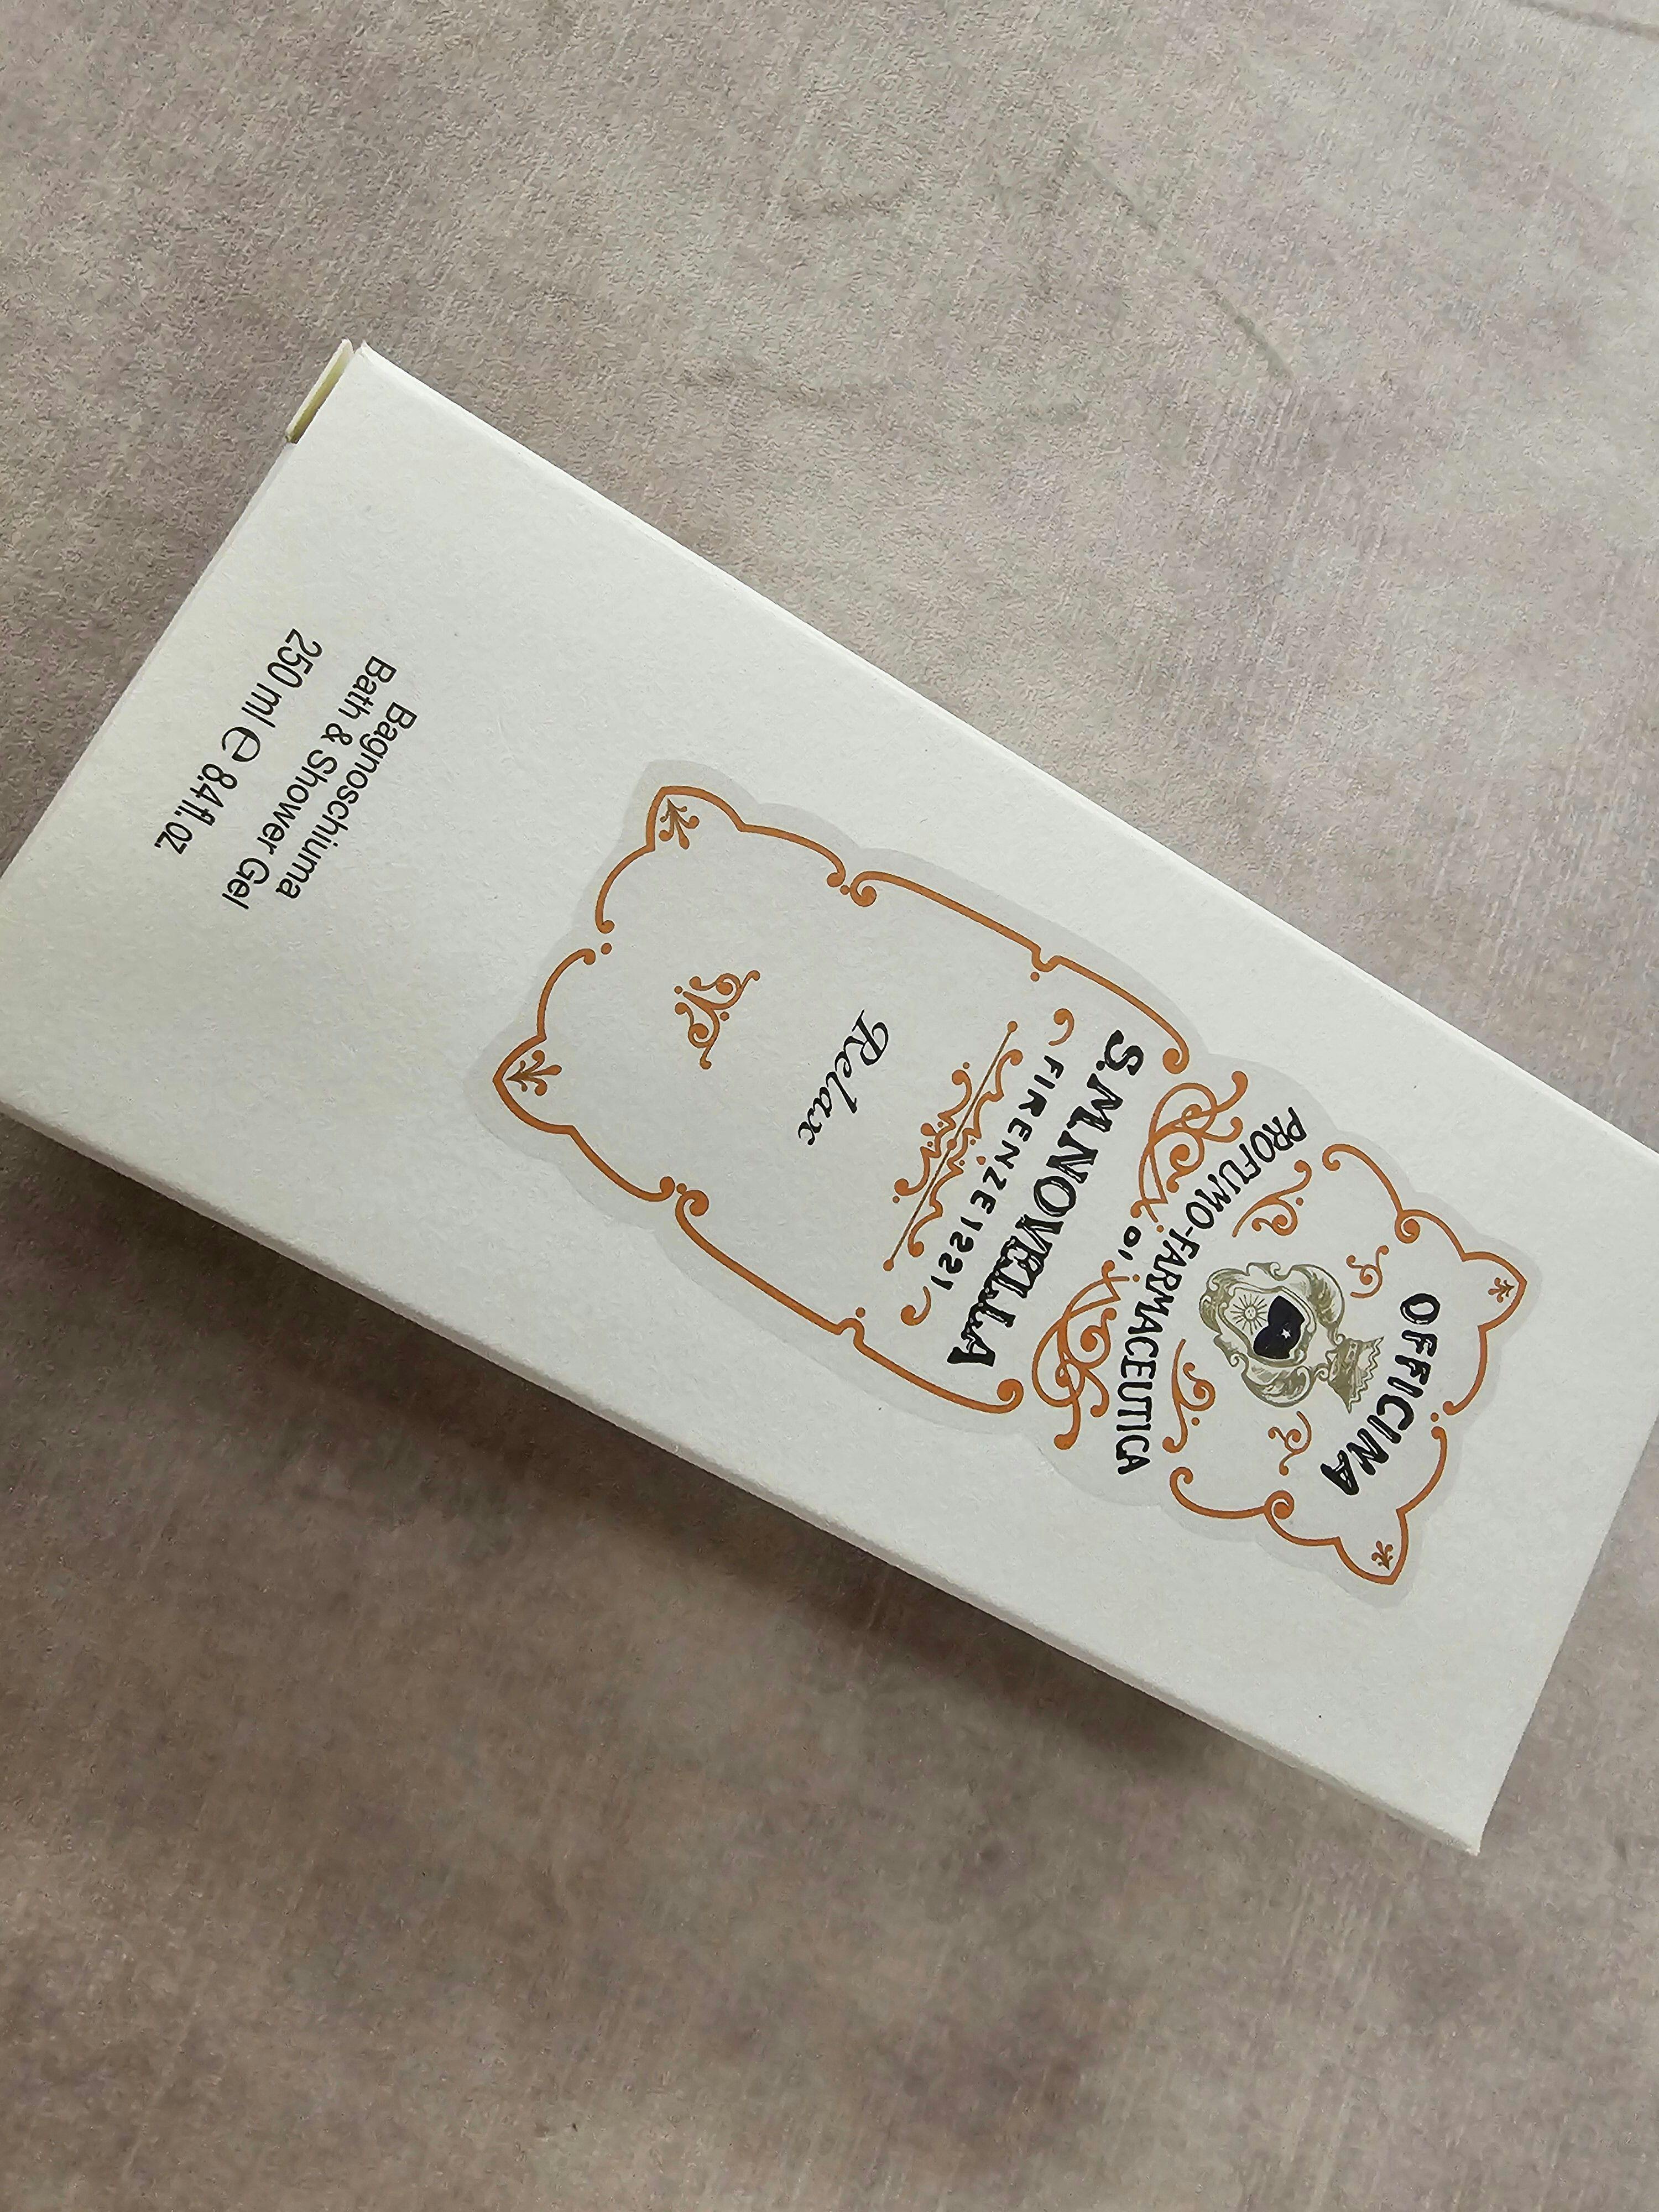 OFFICINA
PROFUMO-FARMACEUTICA
DI
S.M.NOVELLA
FIRENZE 1221
Relax
Bagnoschiuma
Bath & Shower Gel
250 ml ℮ 8.4 fl. oz.